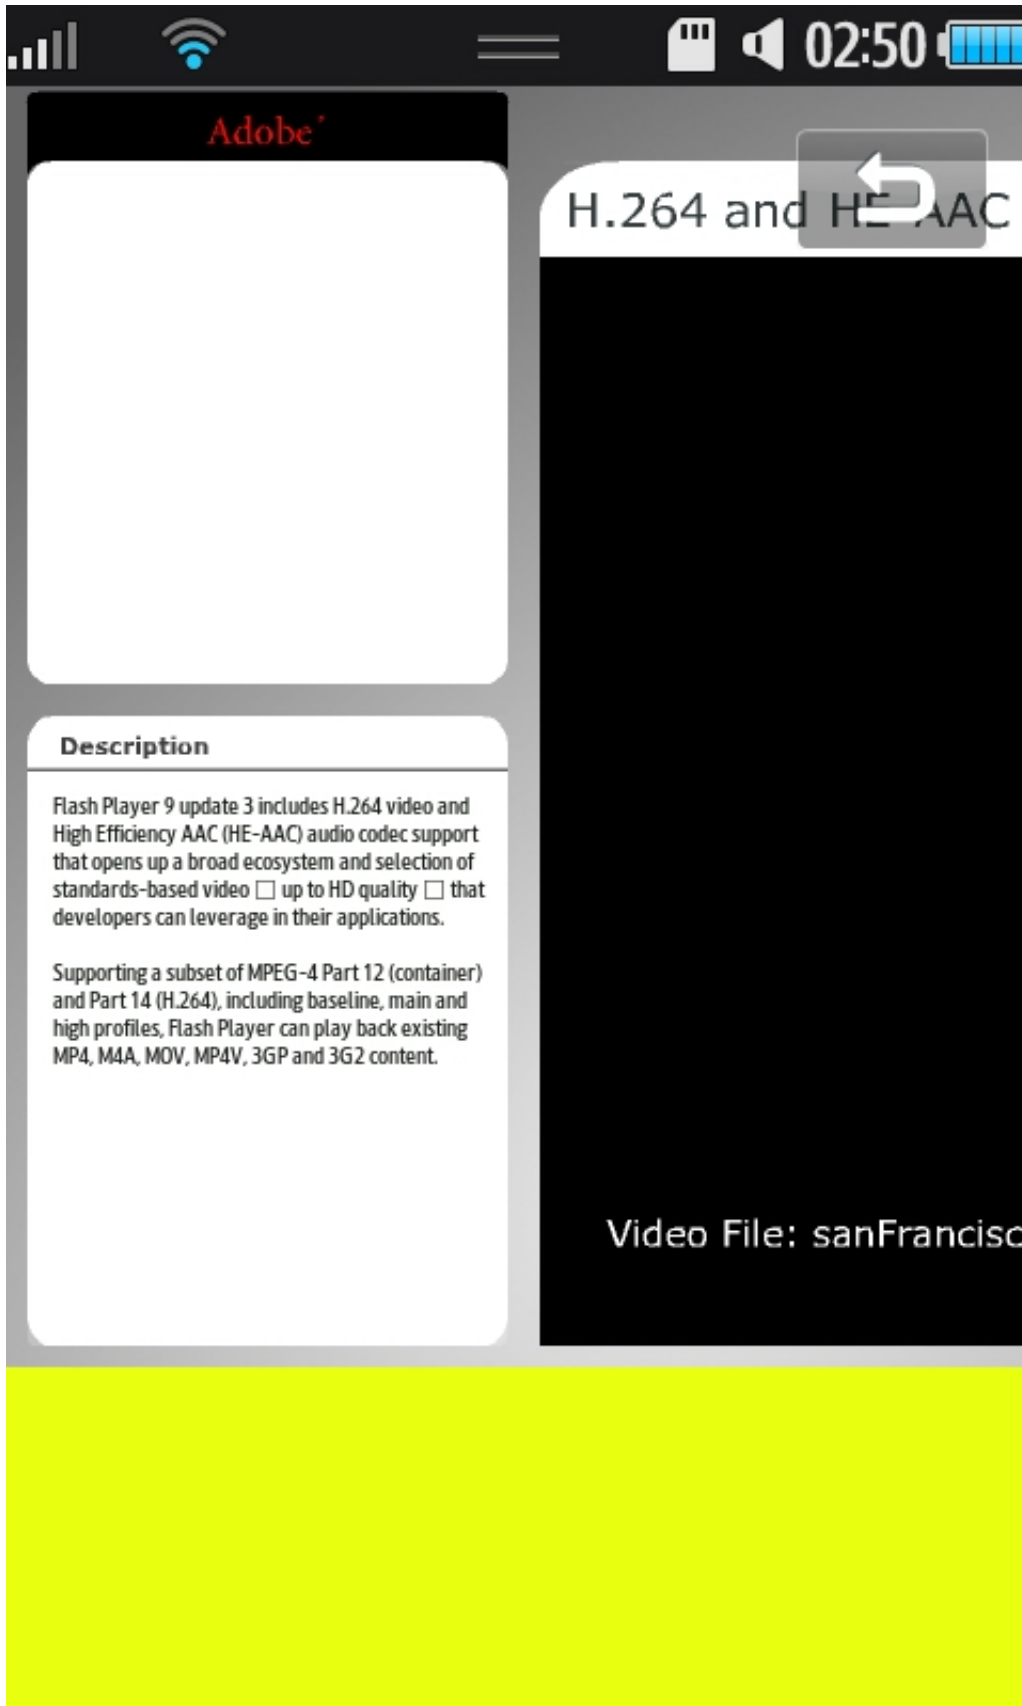 02:50
Adobe
H.264 and HE-AAC
Description
Flash Player 9 update 3 includes H.264 video and
High Efficiency AAC (HE-AAC) audio codec support
that opens up a broad ecosystem and selection of
standards-based video □ up to HD quality □ that
developers can leverage in their applications.
Supporting a subset of MPEG-4 Part 12 (container)
and Part 14 (H.264), including baseline, main and
high profiles, Flash Player can play back existing
MP4, M4A, MOV, MP4V, 3GP and 3G2 content.
Video File: sanFrancisc